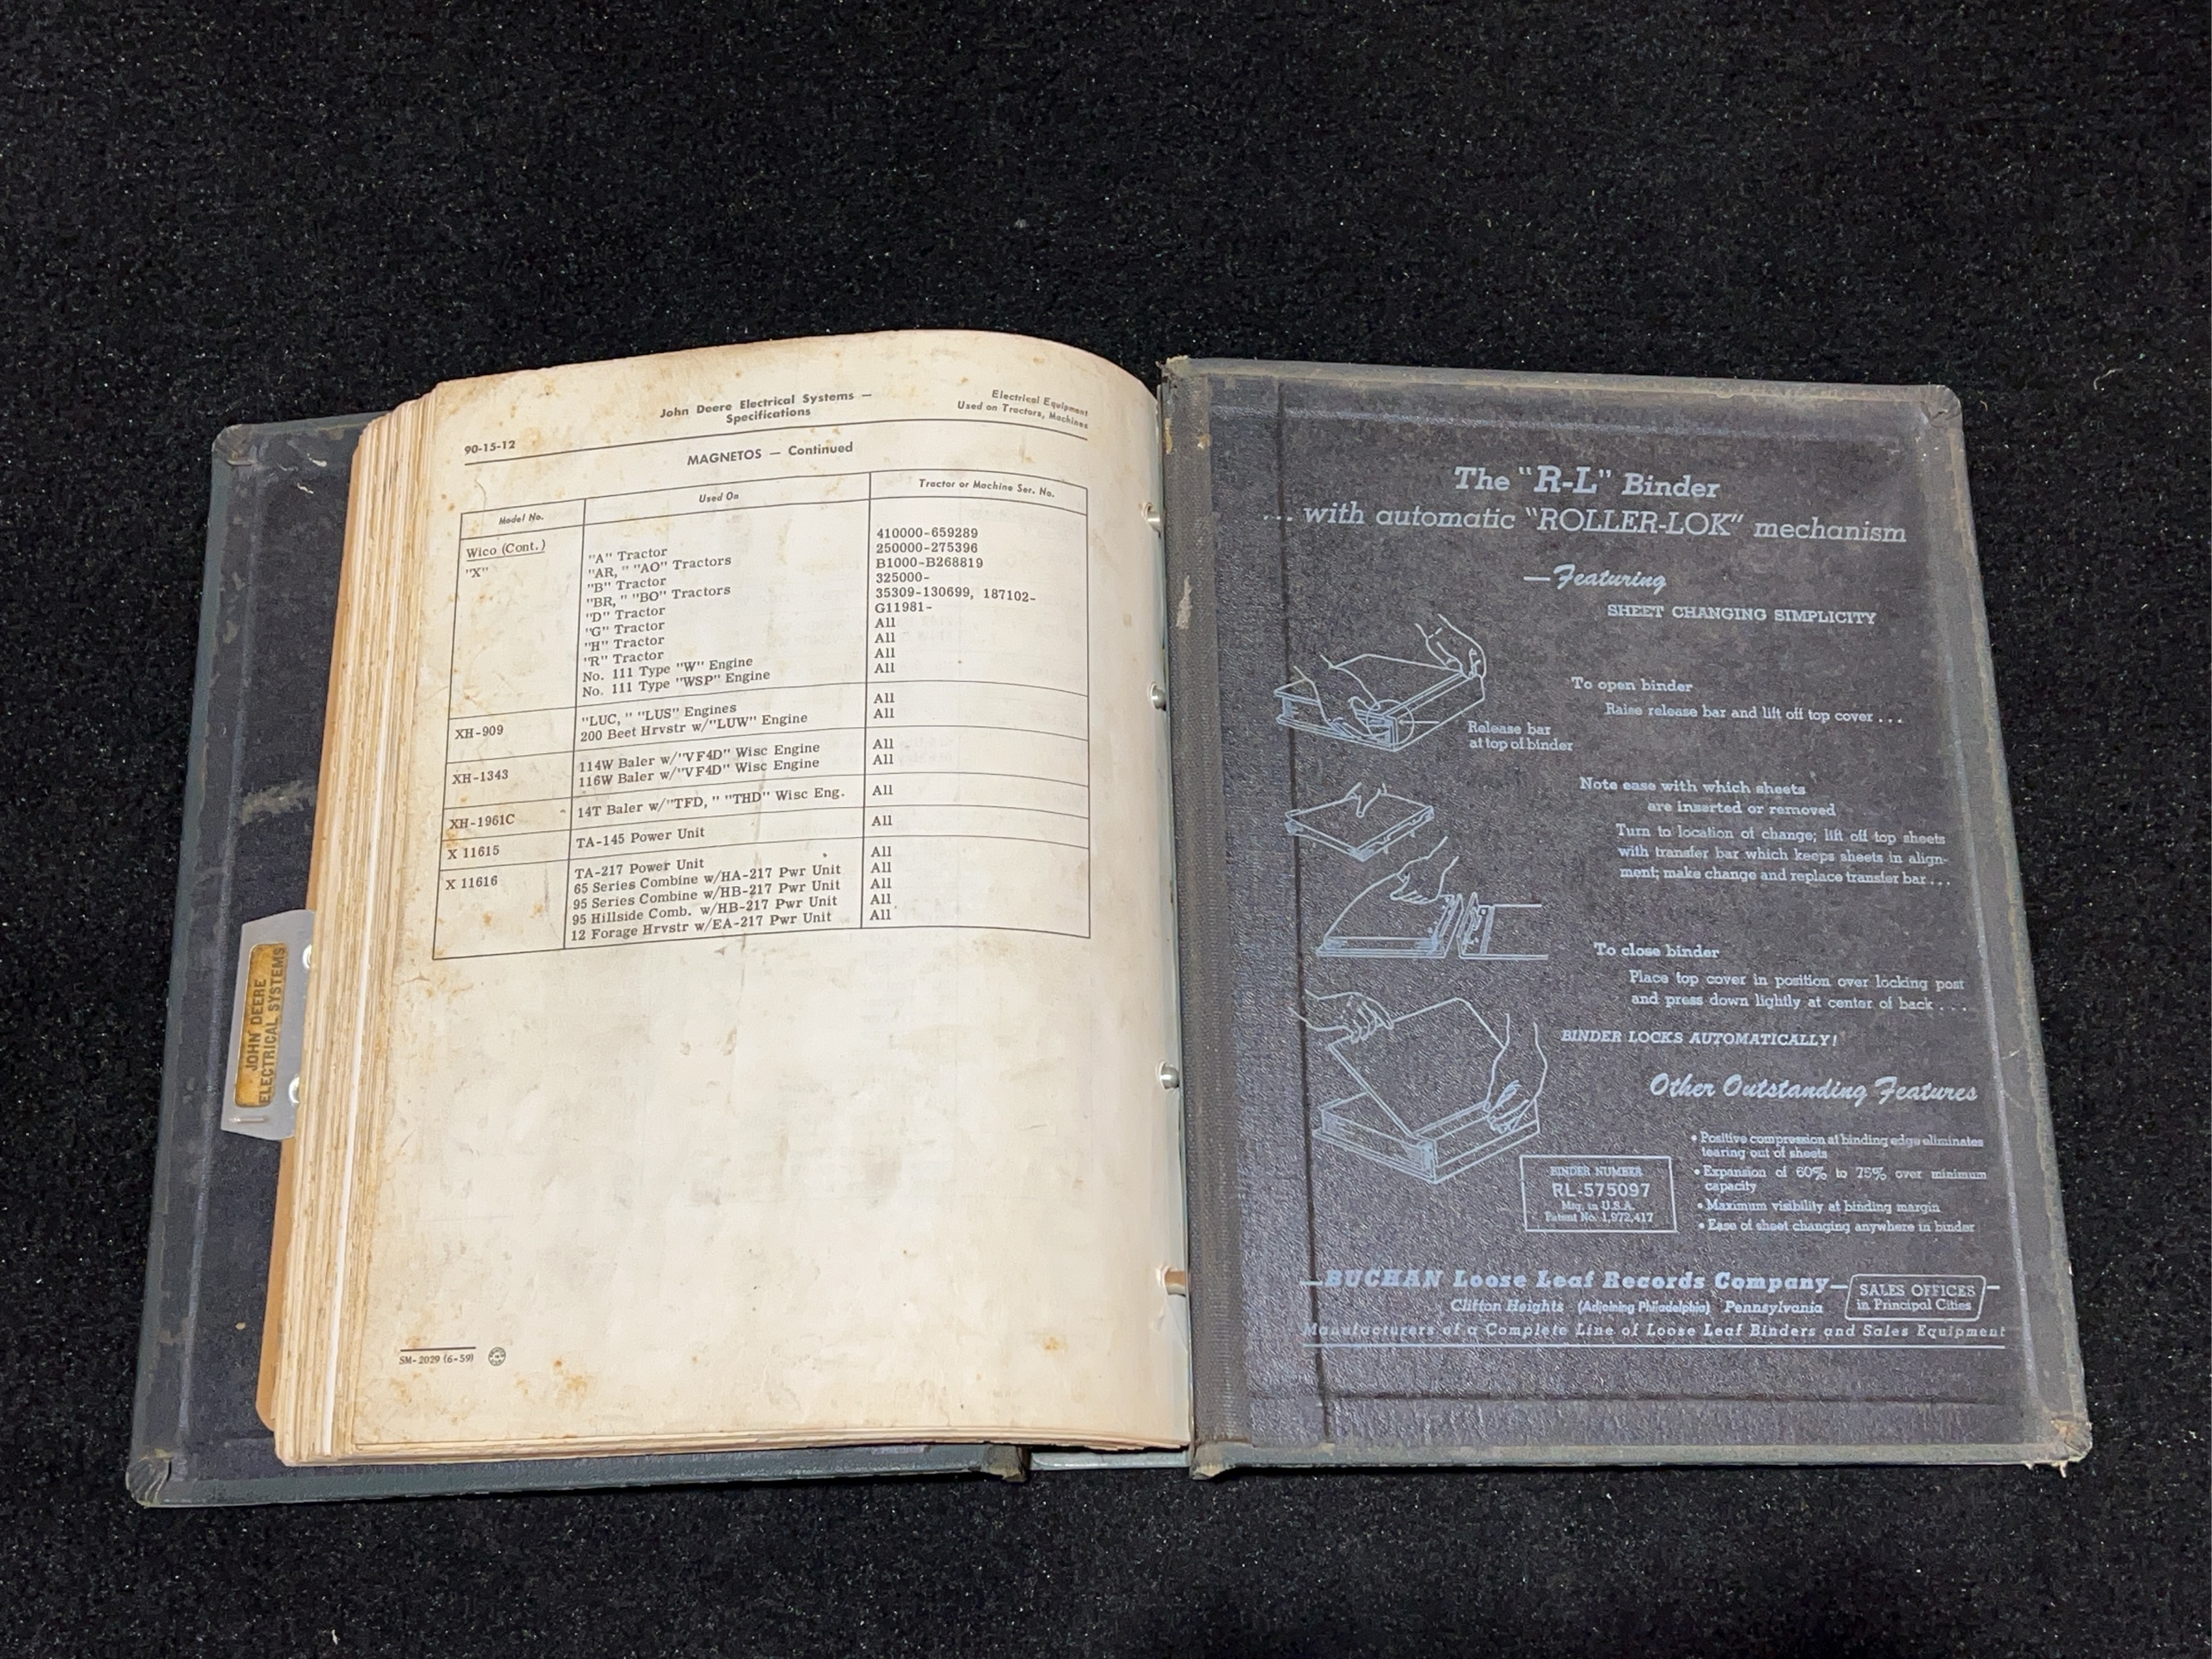 John Deere Electrical Systems —
Specifications
Electrical Equipment
Used on Tractors, Machines
90-15-12
MAGNETOS — Continued
Model No. Used On Tractor or Machine Ser. No.
Wico (Cont.)
"X" "A" Tractor 410000-659289
"AR," "AO" Tractors 250000-275396
"B" Tractor B1000-B268819
"BR," "BO" Tractors 325000-
"D" Tractor 35309-130699, 187102-
"G" Tractor G11981-
"H" Tractor All
"R" Tractor All
No. 111 Type "W" Engine All
No. 111 Type "WSP" Engine All
XH-909 "LUC," "LUS" Engines All
200 Beet Hrvstr w/"LUW" Engine All
XH-1343 114W Baler w/"VF4D" Wisc Engine All
116W Baler w/"VF4D" Wisc Engine All
XH-1961C 14T Baler w/"TFD," "THD" Wisc Eng. All
X 11615 TA-145 Power Unit All
X 11616 TA-217 Power Unit All
65 Series Combine w/HA-217 Pwr Unit All
95 Series Combine w/HB-217 Pwr Unit All
95 Hillside Comb. w/HB-217 Pwr Unit All
12 Forage Hrvstr w/EA-217 Pwr Unit All
SM-2029 (6-59)
JOHN DEERE
ELECTRICAL SYSTEMS
The "R-L" Binder
... with automatic "ROLLER-LOK" mechanism
—Featuring
SHEET CHANGING SIMPLICITY
To open binder
Raise release bar and lift off top cover . . .
Release bar
at top of binder
Note ease with which sheets
are inserted or removed
Turn to location of change; lift off top sheets
with transfer bar which keeps sheets in align-
ment; make change and replace transfer bar . . .
To close binder
Place top cover in position over locking post
and press down lightly at center of back . . .
BINDER LOCKS AUTOMATICALLY!
Other Outstanding Features
• Positive compression at binding edge eliminates
tearing out of sheets
• Expansion of 60% to 75% over minimum
capacity
• Maximum visibility at binding margin
• Ease of sheet changing anywhere in binder
BINDER NUMBER
RL-575097
Mfg. in U.S.A.
Patent No. 1,972,417
BUCHAN Loose Leaf Records Company
Clifton Heights (Adjoining Philadelphia) Pennsylvania
SALES OFFICES
in Principal Cities
Manufacturers of a Complete Line of Loose Leaf Binders and Sales Equipment